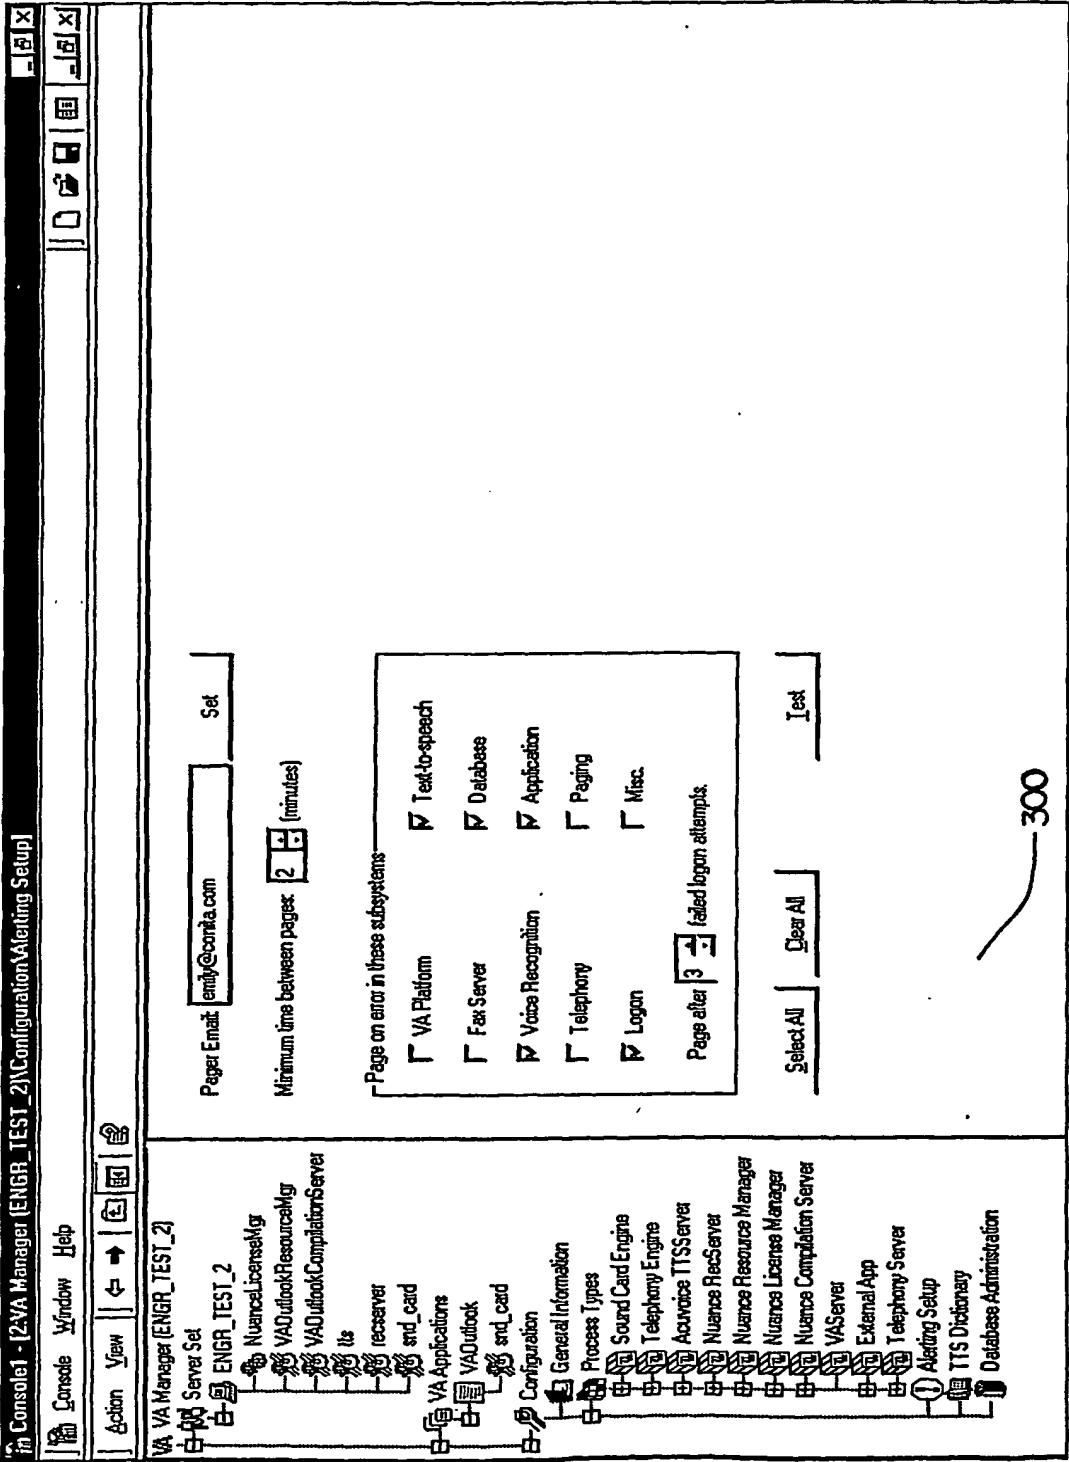 Console1 - [2:VA Manager (ENGR_TEST_2)\Configuration\Alerting Setup]
Console Window Help
Action View
VA VA Manager (ENGR_TEST_2)
Server Set
ENGR_TEST_2
NuanceLicenseMgr
VAOutlookResourceMgr
VAOutlookCompilationServer
tts
recserver
snd_card
VA Applications
VAOutlook
snd_card
Configuration
General Information
Process Types
Sound Card Engine
Telephony Engine
Acuvoice TTSServer
Nuance RecServer
Nuance Resource Manager
Nuance License Manager
Nuance Compilation Server
VAServer
External App
Telephony Server
Alerting Setup
TTS Dictionary
Database Administration
Pager Email: emily@conita.com Set
Minimum time between pages: 2 (minutes)
Page on error in these subsystems
VA Platform Text-to-speech
Fax Server Database
Voice Recognition Application
Telephony Paging
Logon Misc.
Page after 3 failed logon attempts.
Select All Clear All Test
300